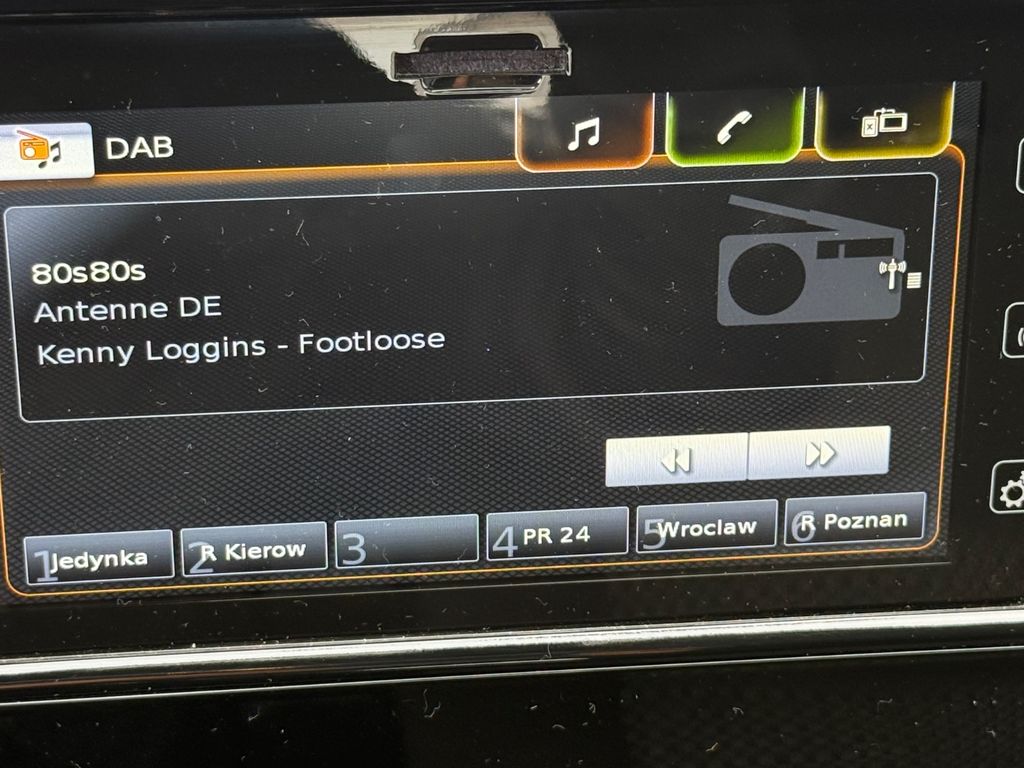 DAB
80s80s
Antenne DE
Kenny Loggins - Footloose
1 Jedynka
2 R Kierow
3
4 PR 24
5 Wroclaw
6 R Poznan